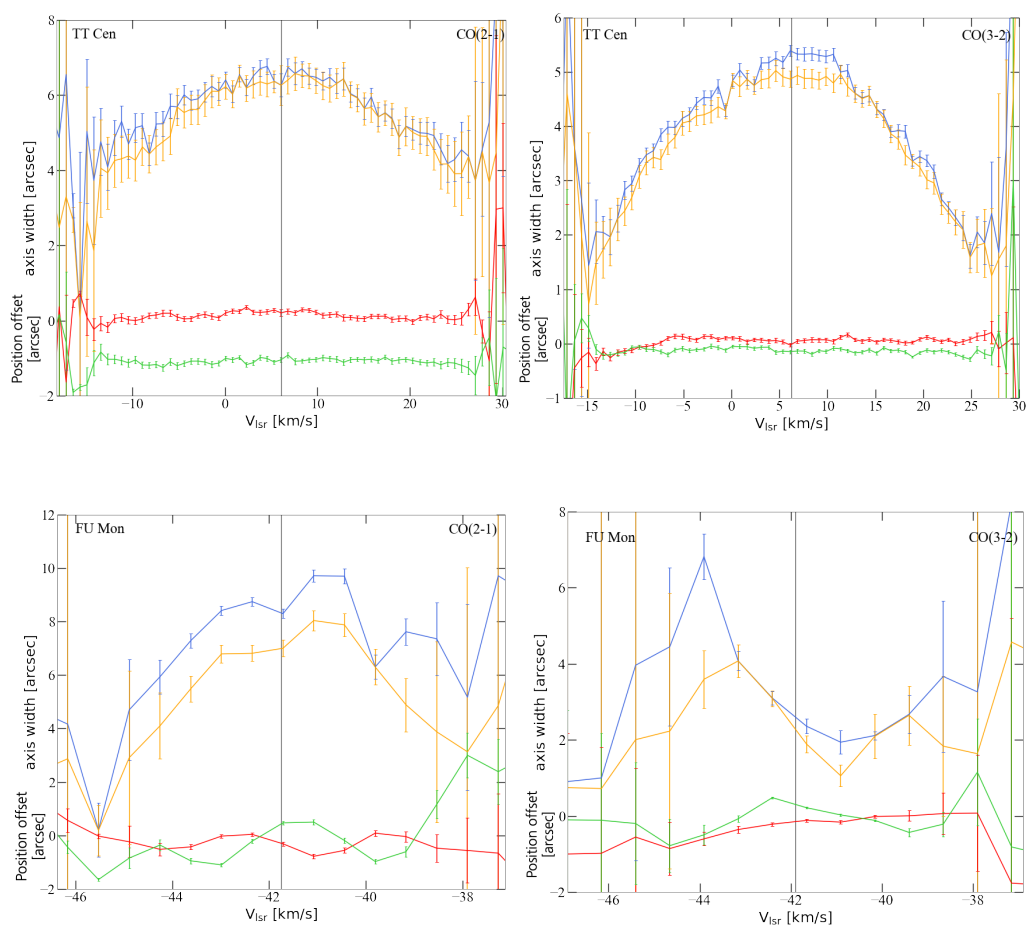 TT Cen
CO(2-1)
8
6
4
2
0
−2
axis width [arcsec]
Position offset
[arcsec]
−10
0
10
20
30
Vlsr [km/s]
TT Cen
CO(3-2)
6
5
4
3
2
1
0
−1
axis width [arcsec]
Position offset
[arcsec]
−15
−10
−5
0
5
10
15
20
25
30
Vlsr [km/s]
FU Mon
CO(2-1)
12
10
8
6
4
2
0
−2
axis width [arcsec]
Position offset
[arcsec]
−46
−44
−42
−40
−38
Vlsr [km/s]
FU Mon
CO(3-2)
8
6
4
2
0
−2
axis width [arcsec]
Position offset
[arcsec]
−46
−44
−42
−40
−38
Vlsr [km/s]